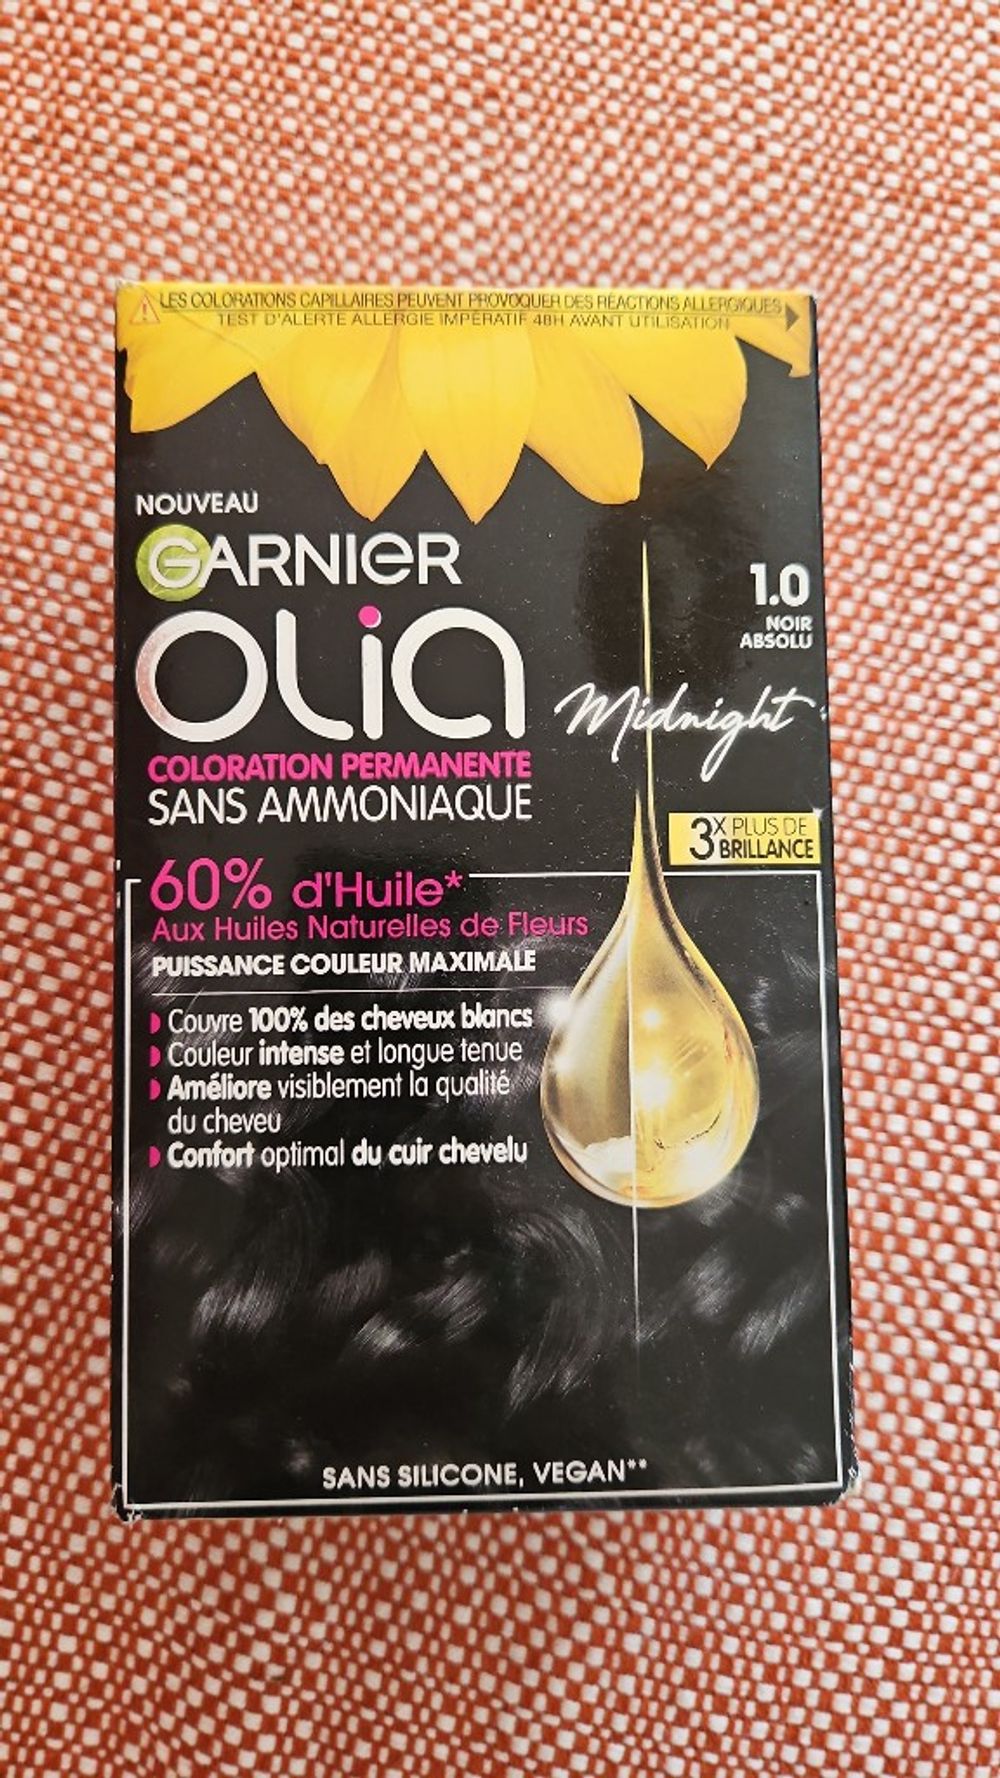 LES COLORATIONS CAPILLAIRES PEUVENT PROVOQUER DES RÉACTIONS ALLERGIQUES
TEST D'ALERTE ALLERGIE IMPÉRATIF 48H AVANT UTILISATION
NOUVEAU
GARNIER
OLIA
1.0
NOIR
ABSOLU
Midnight
COLORATION PERMANENTE
SANS AMMONIAQUE
3X PLUS DE
BRILLANCE
60% d'Huile*
Aux Huiles Naturelles de Fleurs
PUISSANCE COULEUR MAXIMALE
Couvre 100% des cheveux blancs
Couleur intense et longue tenue
Améliore visiblement la qualité
du cheveu
Confort optimal du cuir chevelu
SANS SILICONE, VEGAN**